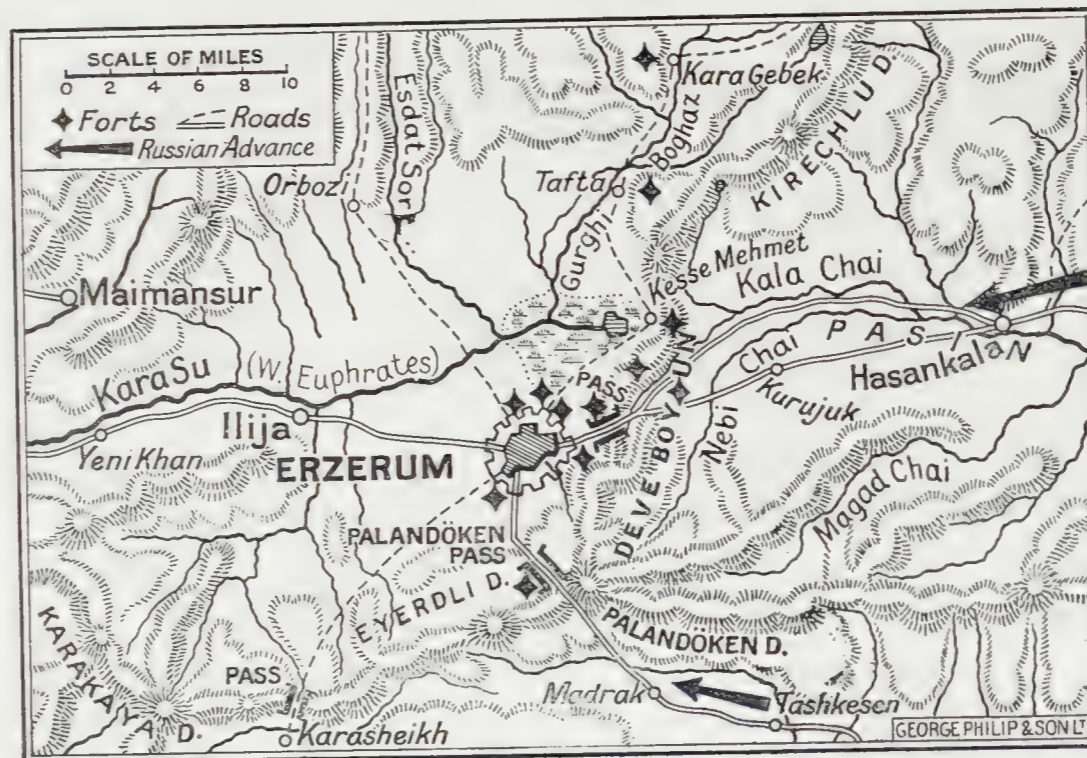 SCALE OF MILES
0 2 4 6 8 10
Forts Roads
Russian Advance
Esdat Sor
Kara Gebek
Boghaz
KIRECHLU D.
Orboz
Tafta
Gurghi
Kesse Mehmet
Kala Chai
Maimansur
Kara Su
(W. Euphrates)
PASIN
Chai
Hasankala
Ilija
PASS
Kurujuk
Yeni Khan
ERZERUM
DEVE BOYUN
Nebi
Magad Chai
PALANDÖKEN
PASS
EYERDLI D.
PALANDÖKEN D.
KARAKAYA D.
PASS
Madrak
Tashkesen
Karasheikh
GEORGE PHILIP & SON LT